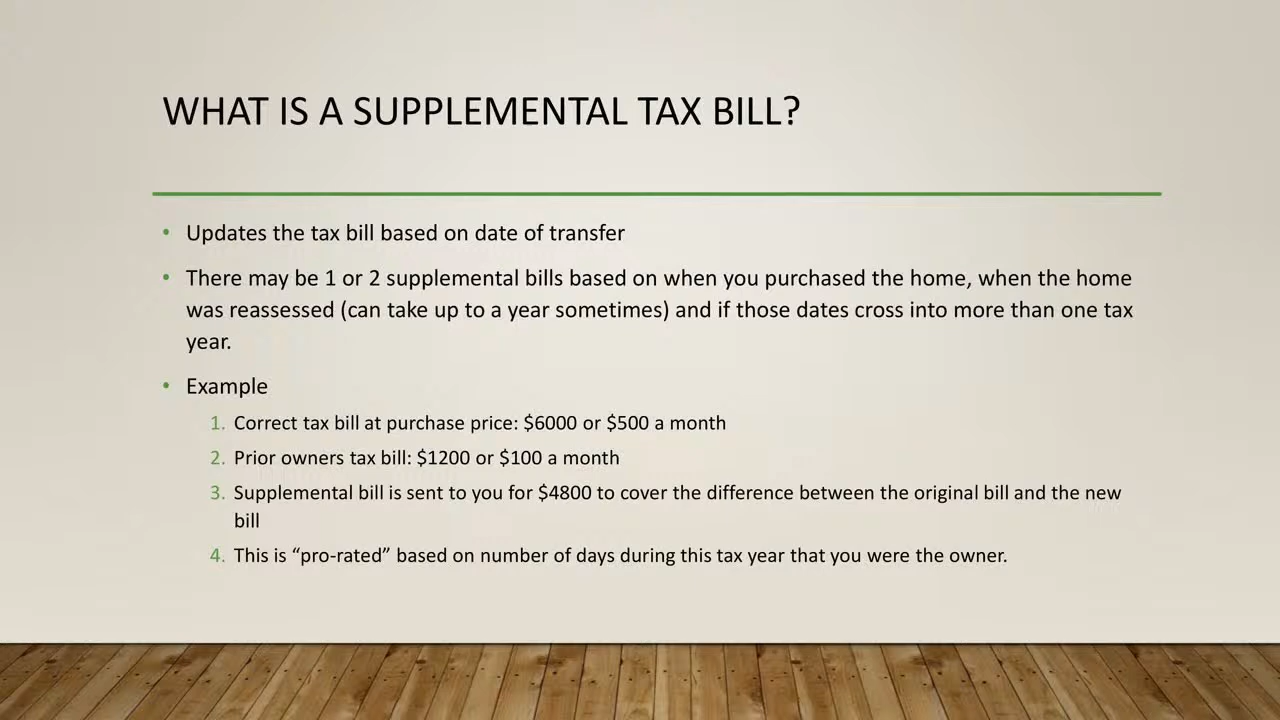 WHAT IS A SUPPLEMENTAL TAX BILL?
• Updates the tax bill based on date of transfer
• There may be 1 or 2 supplemental bills based on when you purchased the home, when the home
was reassessed (can take up to a year sometimes) and if those dates cross into more than one tax
year.
• Example
1. Correct tax bill at purchase price: $6000 or $500 a month
2. Prior owners tax bill: $1200 or $100 a month
3. Supplemental bill is sent to you for $4800 to cover the difference between the original bill and the new
bill
4. This is “pro-rated” based on number of days during this tax year that you were the owner.